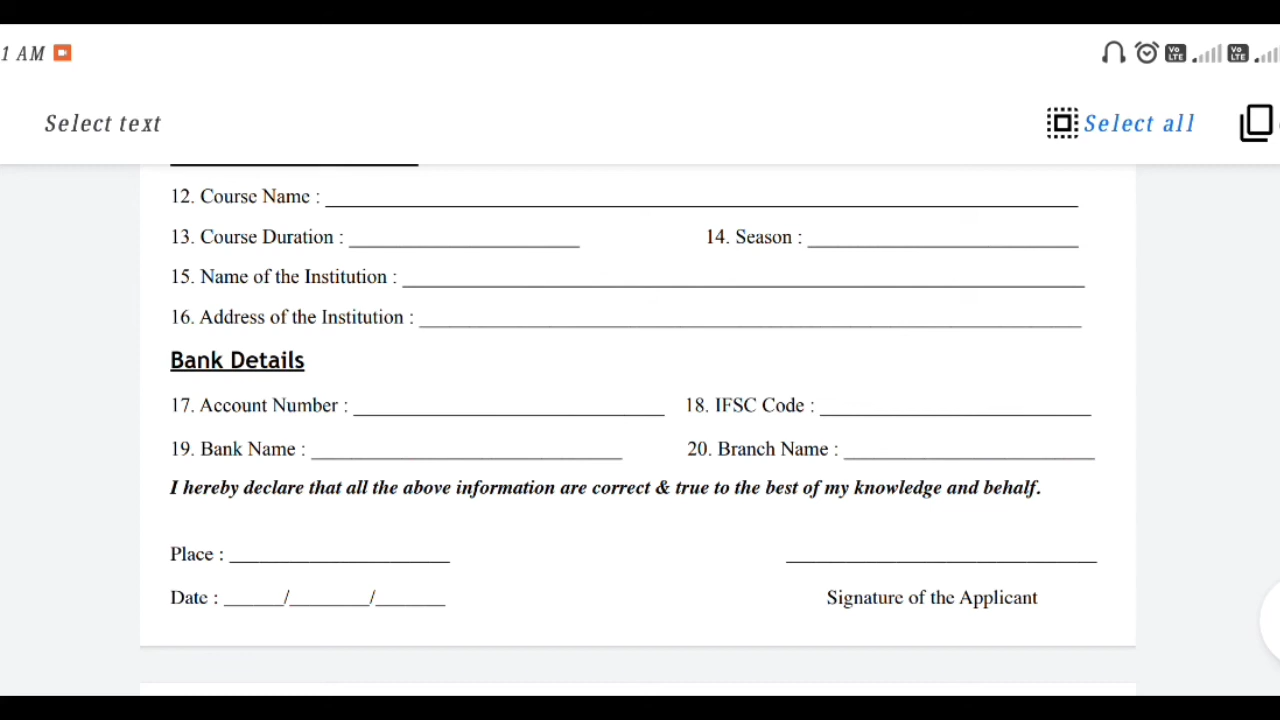 1 AM
Select text
Select all
12. Course Name : 
13. Course Duration : 14. Season : 
15. Name of the Institution : 
16. Address of the Institution : 
Bank Details
17. Account Number : 18. IFSC Code : 
19. Bank Name : 20. Branch Name : 
I hereby declare that all the above information are correct & true to the best of my knowledge and behalf.
Place : 
Date : / / 
Signature of the Applicant